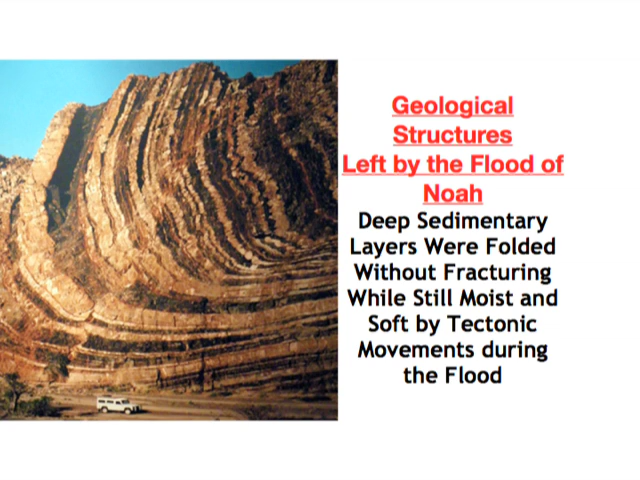 Geological
Structures
Left by the Flood of
Noah
Deep Sedimentary
Layers Were Folded
Without Fracturing
While Still Moist and
Soft by Tectonic
Movements during
the Flood